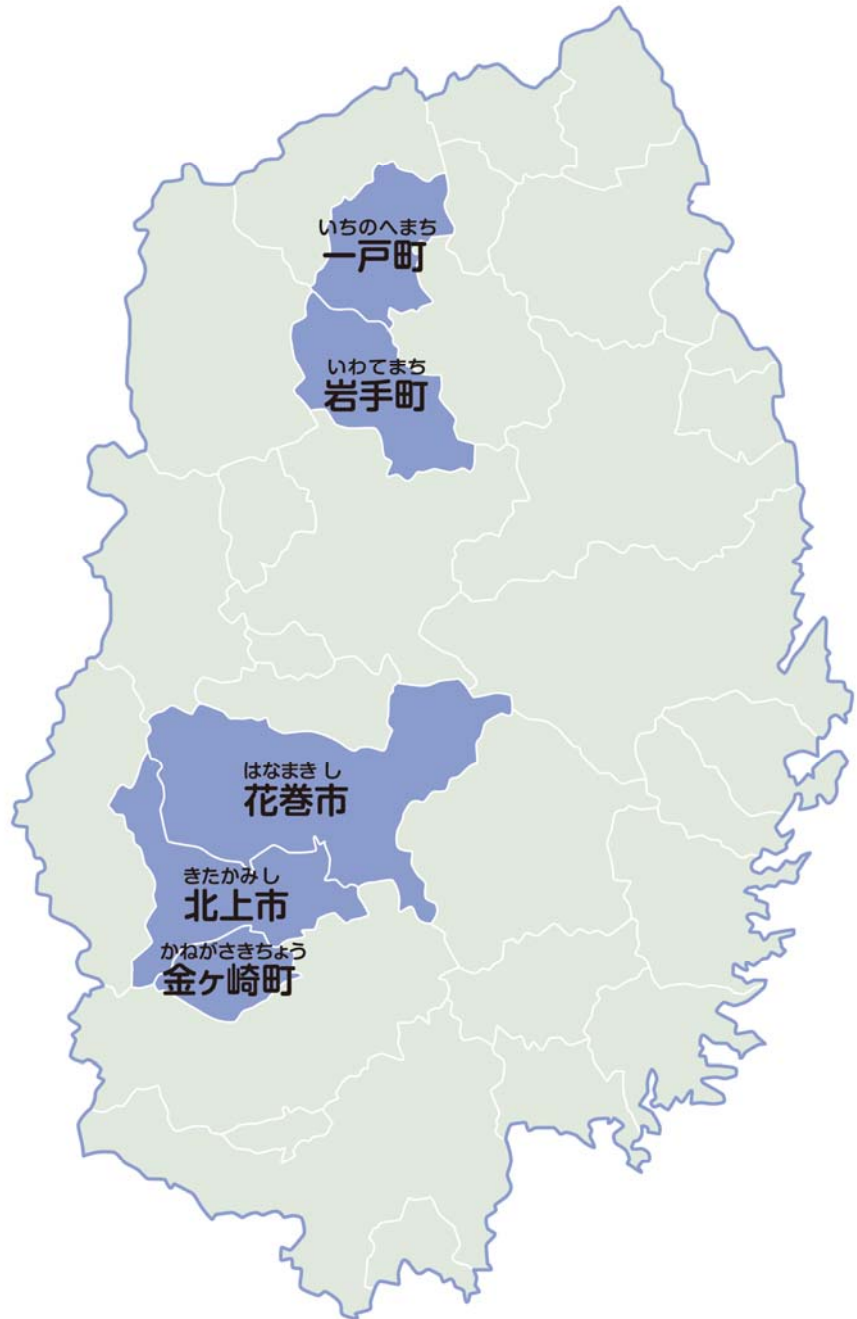 いちのへまち
一戸町
いわてまち
岩手町
はなまきし
花巻市
きたかみし
北上市
かねがさきちょう
金ヶ崎町